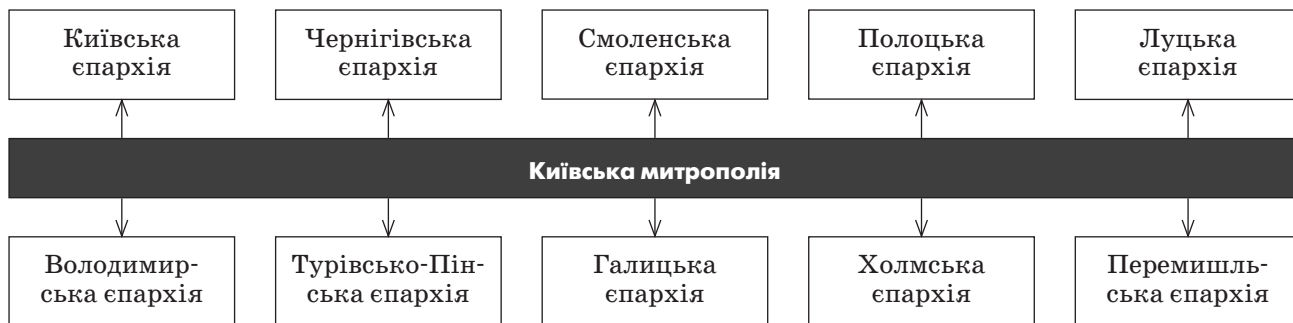 Київська
єпархія
Чернігівська
єпархія
Смоленська
єпархія
Полоцька
єпархія
Луцька
єпархія
Київська митрополія
Володимир-
ська єпархія
Турівсько-Пін-
ська єпархія
Галицька
єпархія
Холмська
єпархія
Перемишль-
ська єпархія